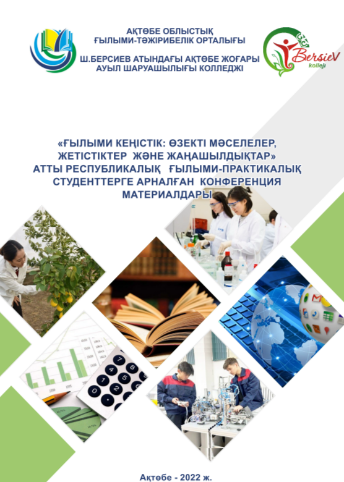 АҚТӨБЕ ОБЛЫСТЫҚ
ҒЫЛЫМИ-ТӘЖІРИБЕЛІК ОРТАЛЫҒЫ
Ш.БЕРСИЕВ АТЫНДАҒЫ АҚТӨБЕ ЖОҒАРЫ
АУЫЛ ШАРУАШЫЛЫҒЫ КОЛЛЕДЖІ
BersieV
kolleji
«ҒЫЛЫМИ КЕҢІСТІК: ӨЗЕКТІ МӘСЕЛЕЛЕР,
ЖЕТІСТІКТЕР ЖӘНЕ ЖАҢАШЫЛДЫҚТАР»
АТТЫ РЕСПУБЛИКАЛЫҚ ҒЫЛЫМИ-ПРАКТИКАЛЫҚ
СТУДЕНТТЕРГЕ АРНАЛҒАН КОНФЕРЕНЦИЯ
МАТЕРИАЛДАРЫ
Ақтөбе - 2022 ж.